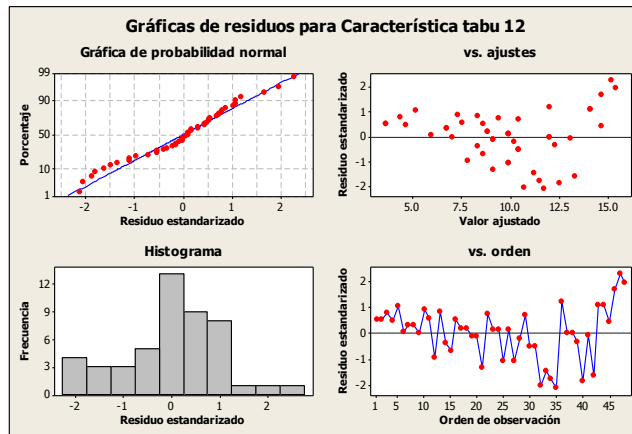 Gráficas de residuos para Característica tabu 12
Gráfica de probabilidad normal
Porcentaje
99
90
50
10
1
-2 -1 0 1 2
Residuo estandarizado
vs. ajustes
Residuo estandarizado
2
1
0
-1
-2
5.0 7.5 10.0 12.5 15.0
Valor ajustado
Histograma
Frecuencia
12
9
6
3
0
-2 -1 0 1 2
Residuo estandarizado
vs. orden
Residuo estandarizado
2
1
0
-1
-2
1 5 10 15 20 25 30 35 40 45
Orden de observación